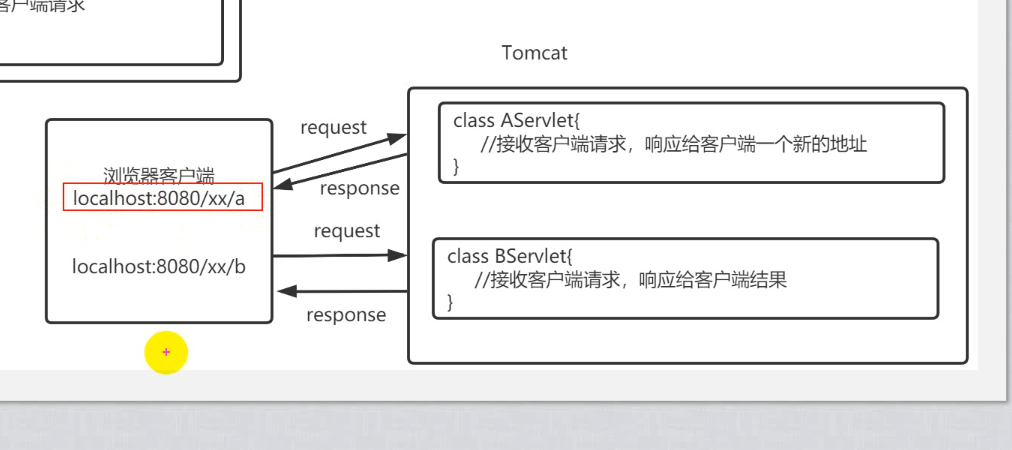 客户端请求
Tomcat
浏览器客户端
localhost:8080/xx/a
localhost:8080/xx/b
request
response
request
response
class AServlet{
//接收客户端请求，响应给客户端一个新的地址
}
class BServlet{
//接收客户端请求，响应给客户端结果
}